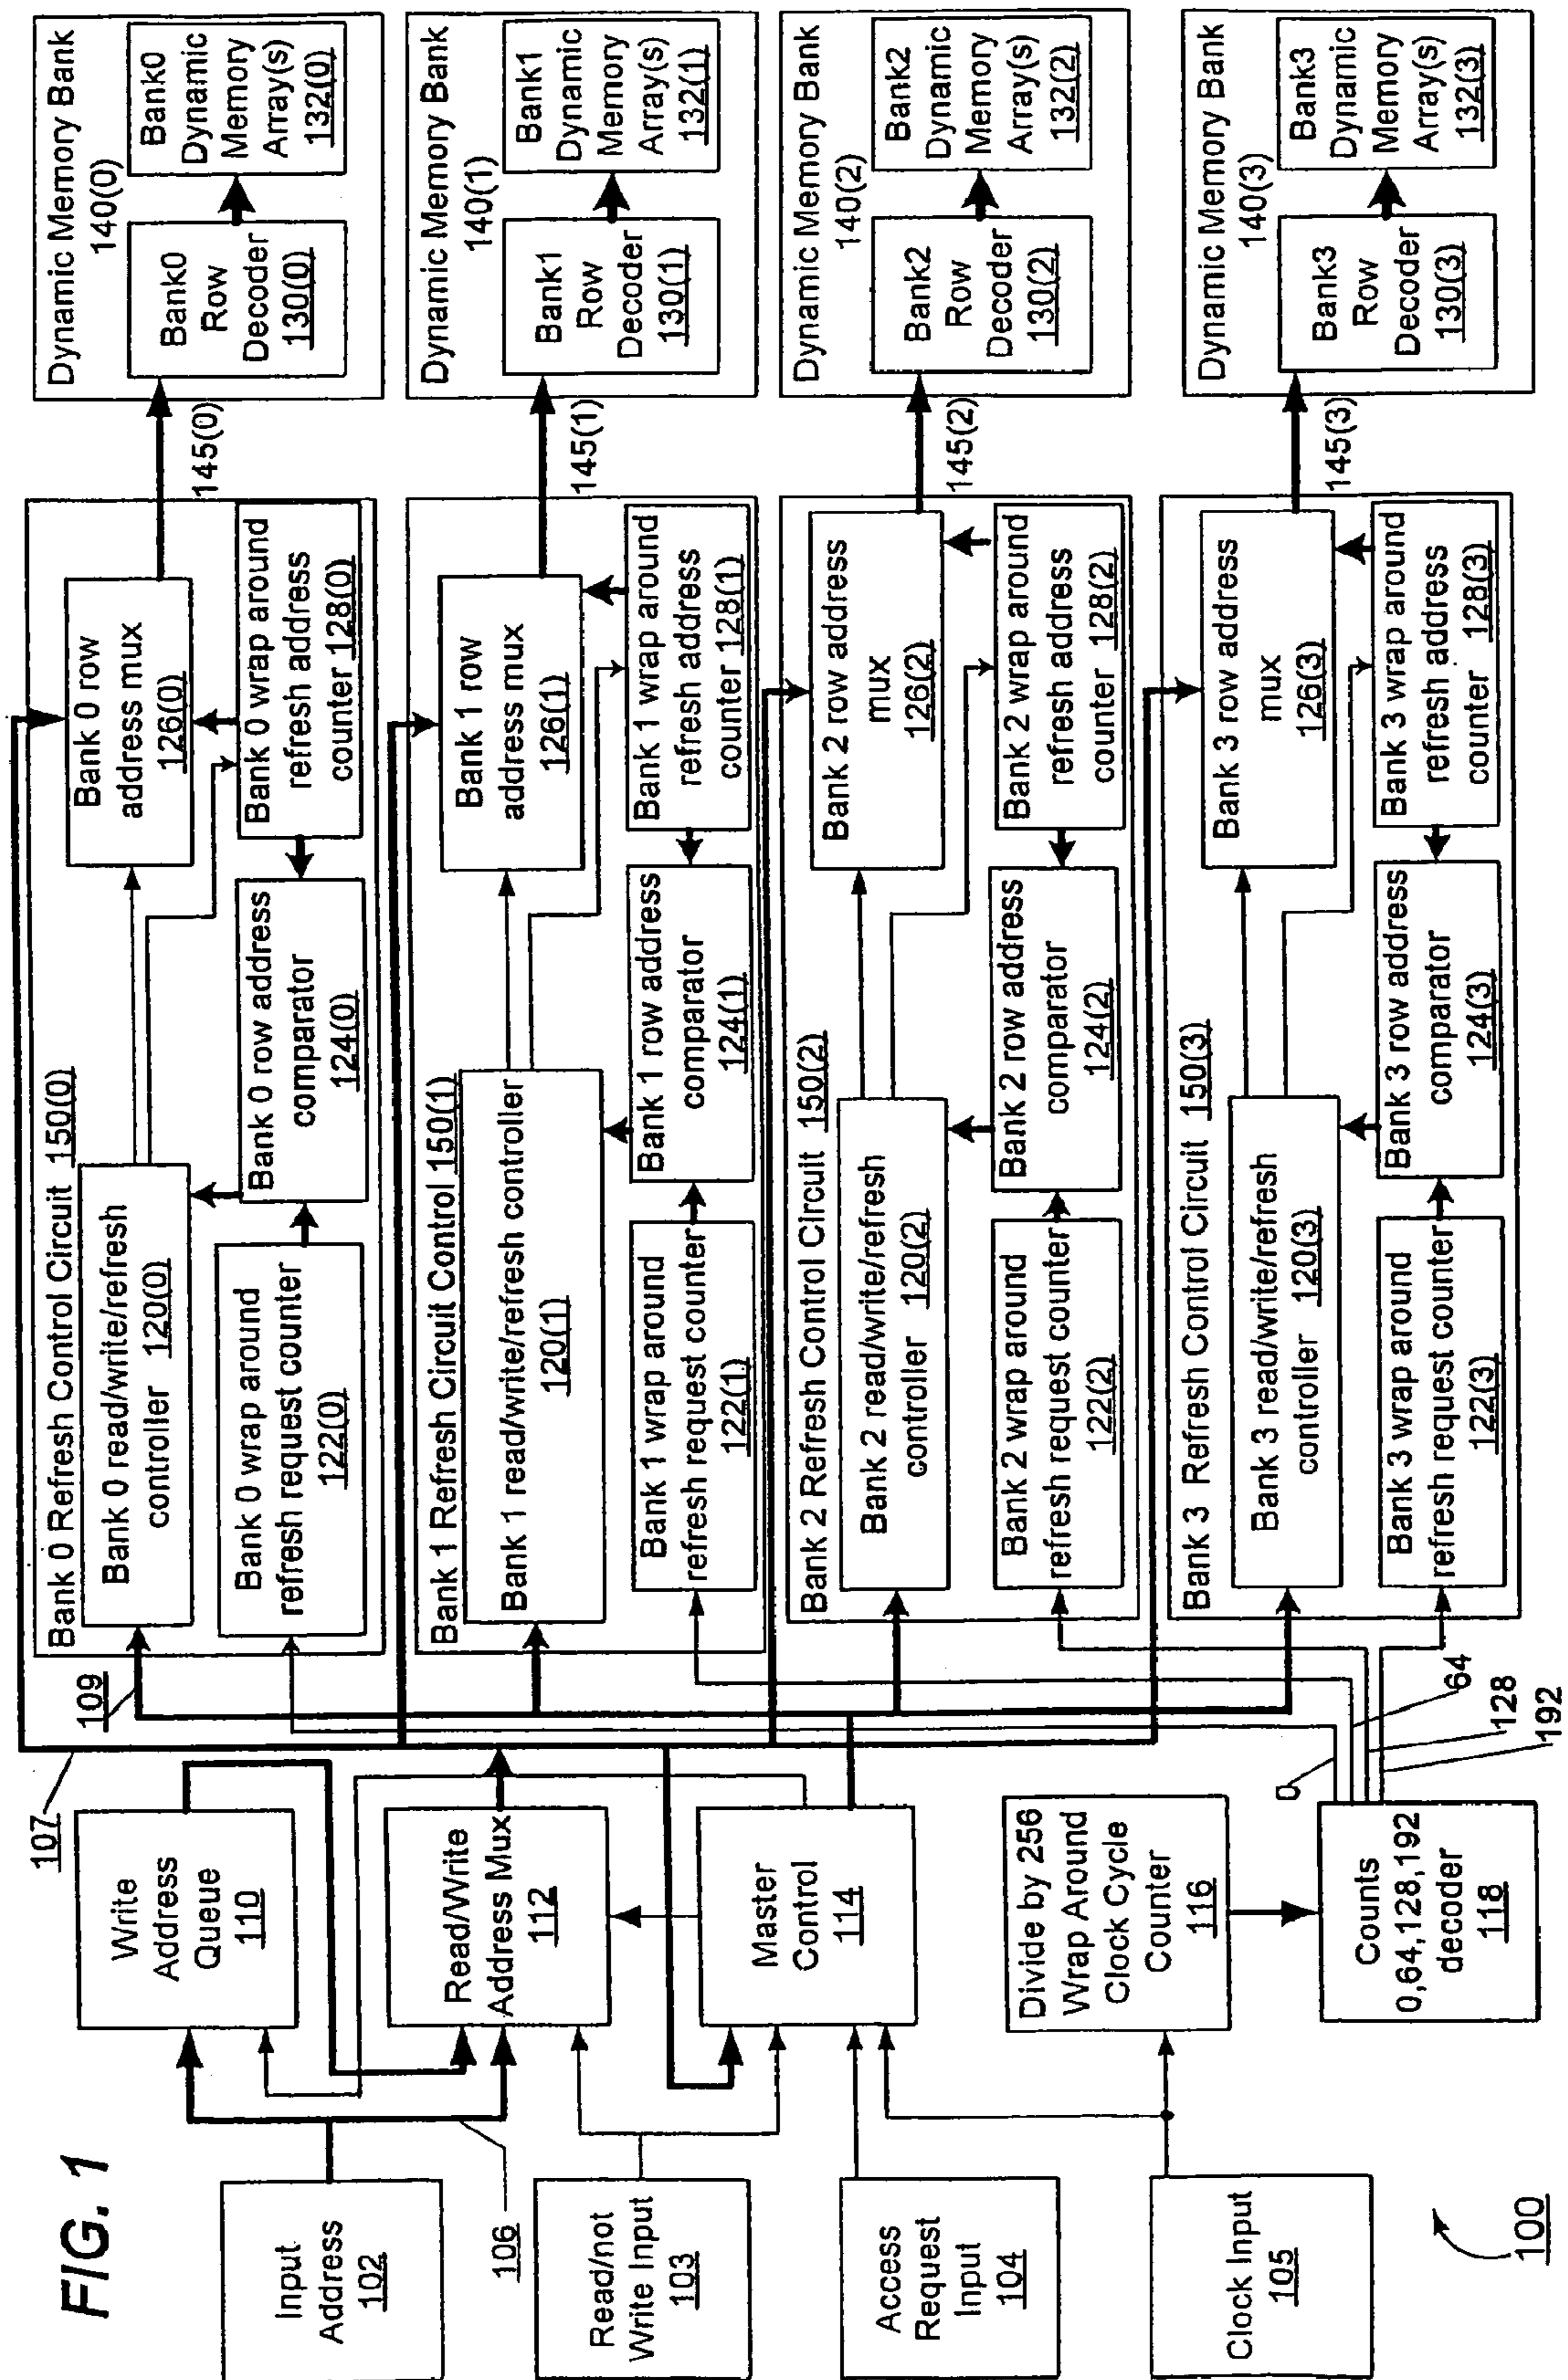 FIG. 1
Input
Address
102
Read/not
Write Input
103
Access
Request
Input
104
Clock Input
105
100
106
107
109
Write
Address
Queue
110
Read/Write
Address Mux
112
Master
Control
114
Divide by 256
Wrap Around
Clock Cycle
Counter
116
Counts
0,64,128,192
decoder
118
0
64
128
192
Bank 0 Refresh Control Circuit 150(0)
Bank 0 read/write/refresh
controller 120(0)
Bank 0 wrap around
refresh request counter
122(0)
Bank 0 row address
comparator
124(0)
Bank 0 row
address mux
126(0)
Bank 0 wrap around
refresh address
counter 128(0)
145(0)
Dynamic Memory Bank
140(0)
Bank0
Row
Decoder
130(0)
Bank0
Dynamic
Memory
Array(s)
132(0)
Bank 1 Refresh Circuit Control 150(1)
Bank 1 read/write/refresh controller
120(1)
Bank 1 wrap around
refresh request counter
122(1)
Bank 1 row address
comparator
124(1)
Bank 1 row
address mux
126(1)
Bank 1 wrap around
refresh address
counter 128(1)
145(1)
Dynamic Memory Bank
140(1)
Bank1
Row
Decoder
130(1)
Bank1
Dynamic
Memory
Array(s)
132(1)
Bank 2 Refresh Control Circuit 150(2)
Bank 2 read/write/refresh
controller 120(2)
Bank 2 wrap around
refresh request counter
122(2)
Bank 2 row address
comparator
124(2)
Bank 2 row address
mux
126(2)
Bank 2 wrap around
refresh address
counter 128(2)
145(2)
Dynamic Memory Bank
140(2)
Bank2
Row
Decoder
130(2)
Bank2
Dynamic
Memory
Array(s)
132(2)
Bank 3 Refresh Control Circuit 150(3)
Bank 3 read/write/refresh
controller 120(3)
Bank 3 wrap around
refresh request counter
122(3)
Bank 3 row address
comparator
124(3)
Bank 3 row address
mux
126(3)
Bank 3 wrap around
refresh address
counter 128(3)
145(3)
Dynamic Memory Bank
140(3)
Bank3
Row
Decoder
130(3)
Bank3
Dynamic
Memory
Array(s)
132(3)